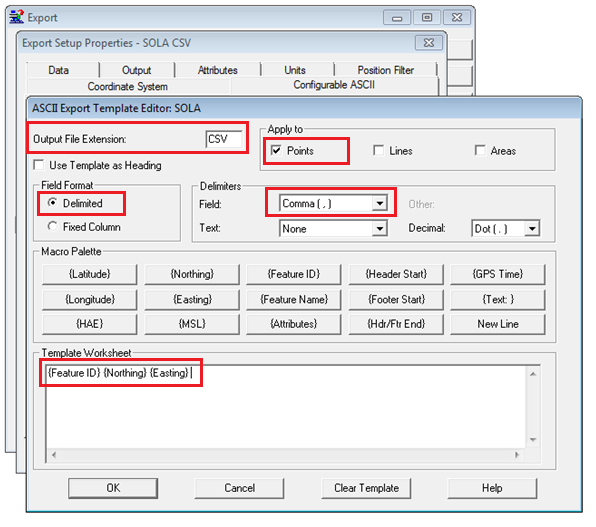 Export
Export Setup Properties - SOLA CSV
Data Output Attributes Units Position Filter
Coordinate System Configurable ASCII
ASCII Export Template Editor: SOLA
Output File Extension: CSV
Apply to
Points Lines Areas
Use Template as Heading
Field Format
Delimited
Fixed Column
Delimiters
Field: Comma ( , ) Other:
Text: None Decimal: Dot ( . )
Macro Palette
{Latitude} {Northing} {Feature ID} {Header Start} {GPS Time}
{Longitude} {Easting} {Feature Name} {Footer Start} {Text: }
{HAE} {MSL} {Attributes} {Hdr/Ftr End} New Line
Template Worksheet
{Feature ID} {Northing} {Easting}
OK Cancel Clear Template Help